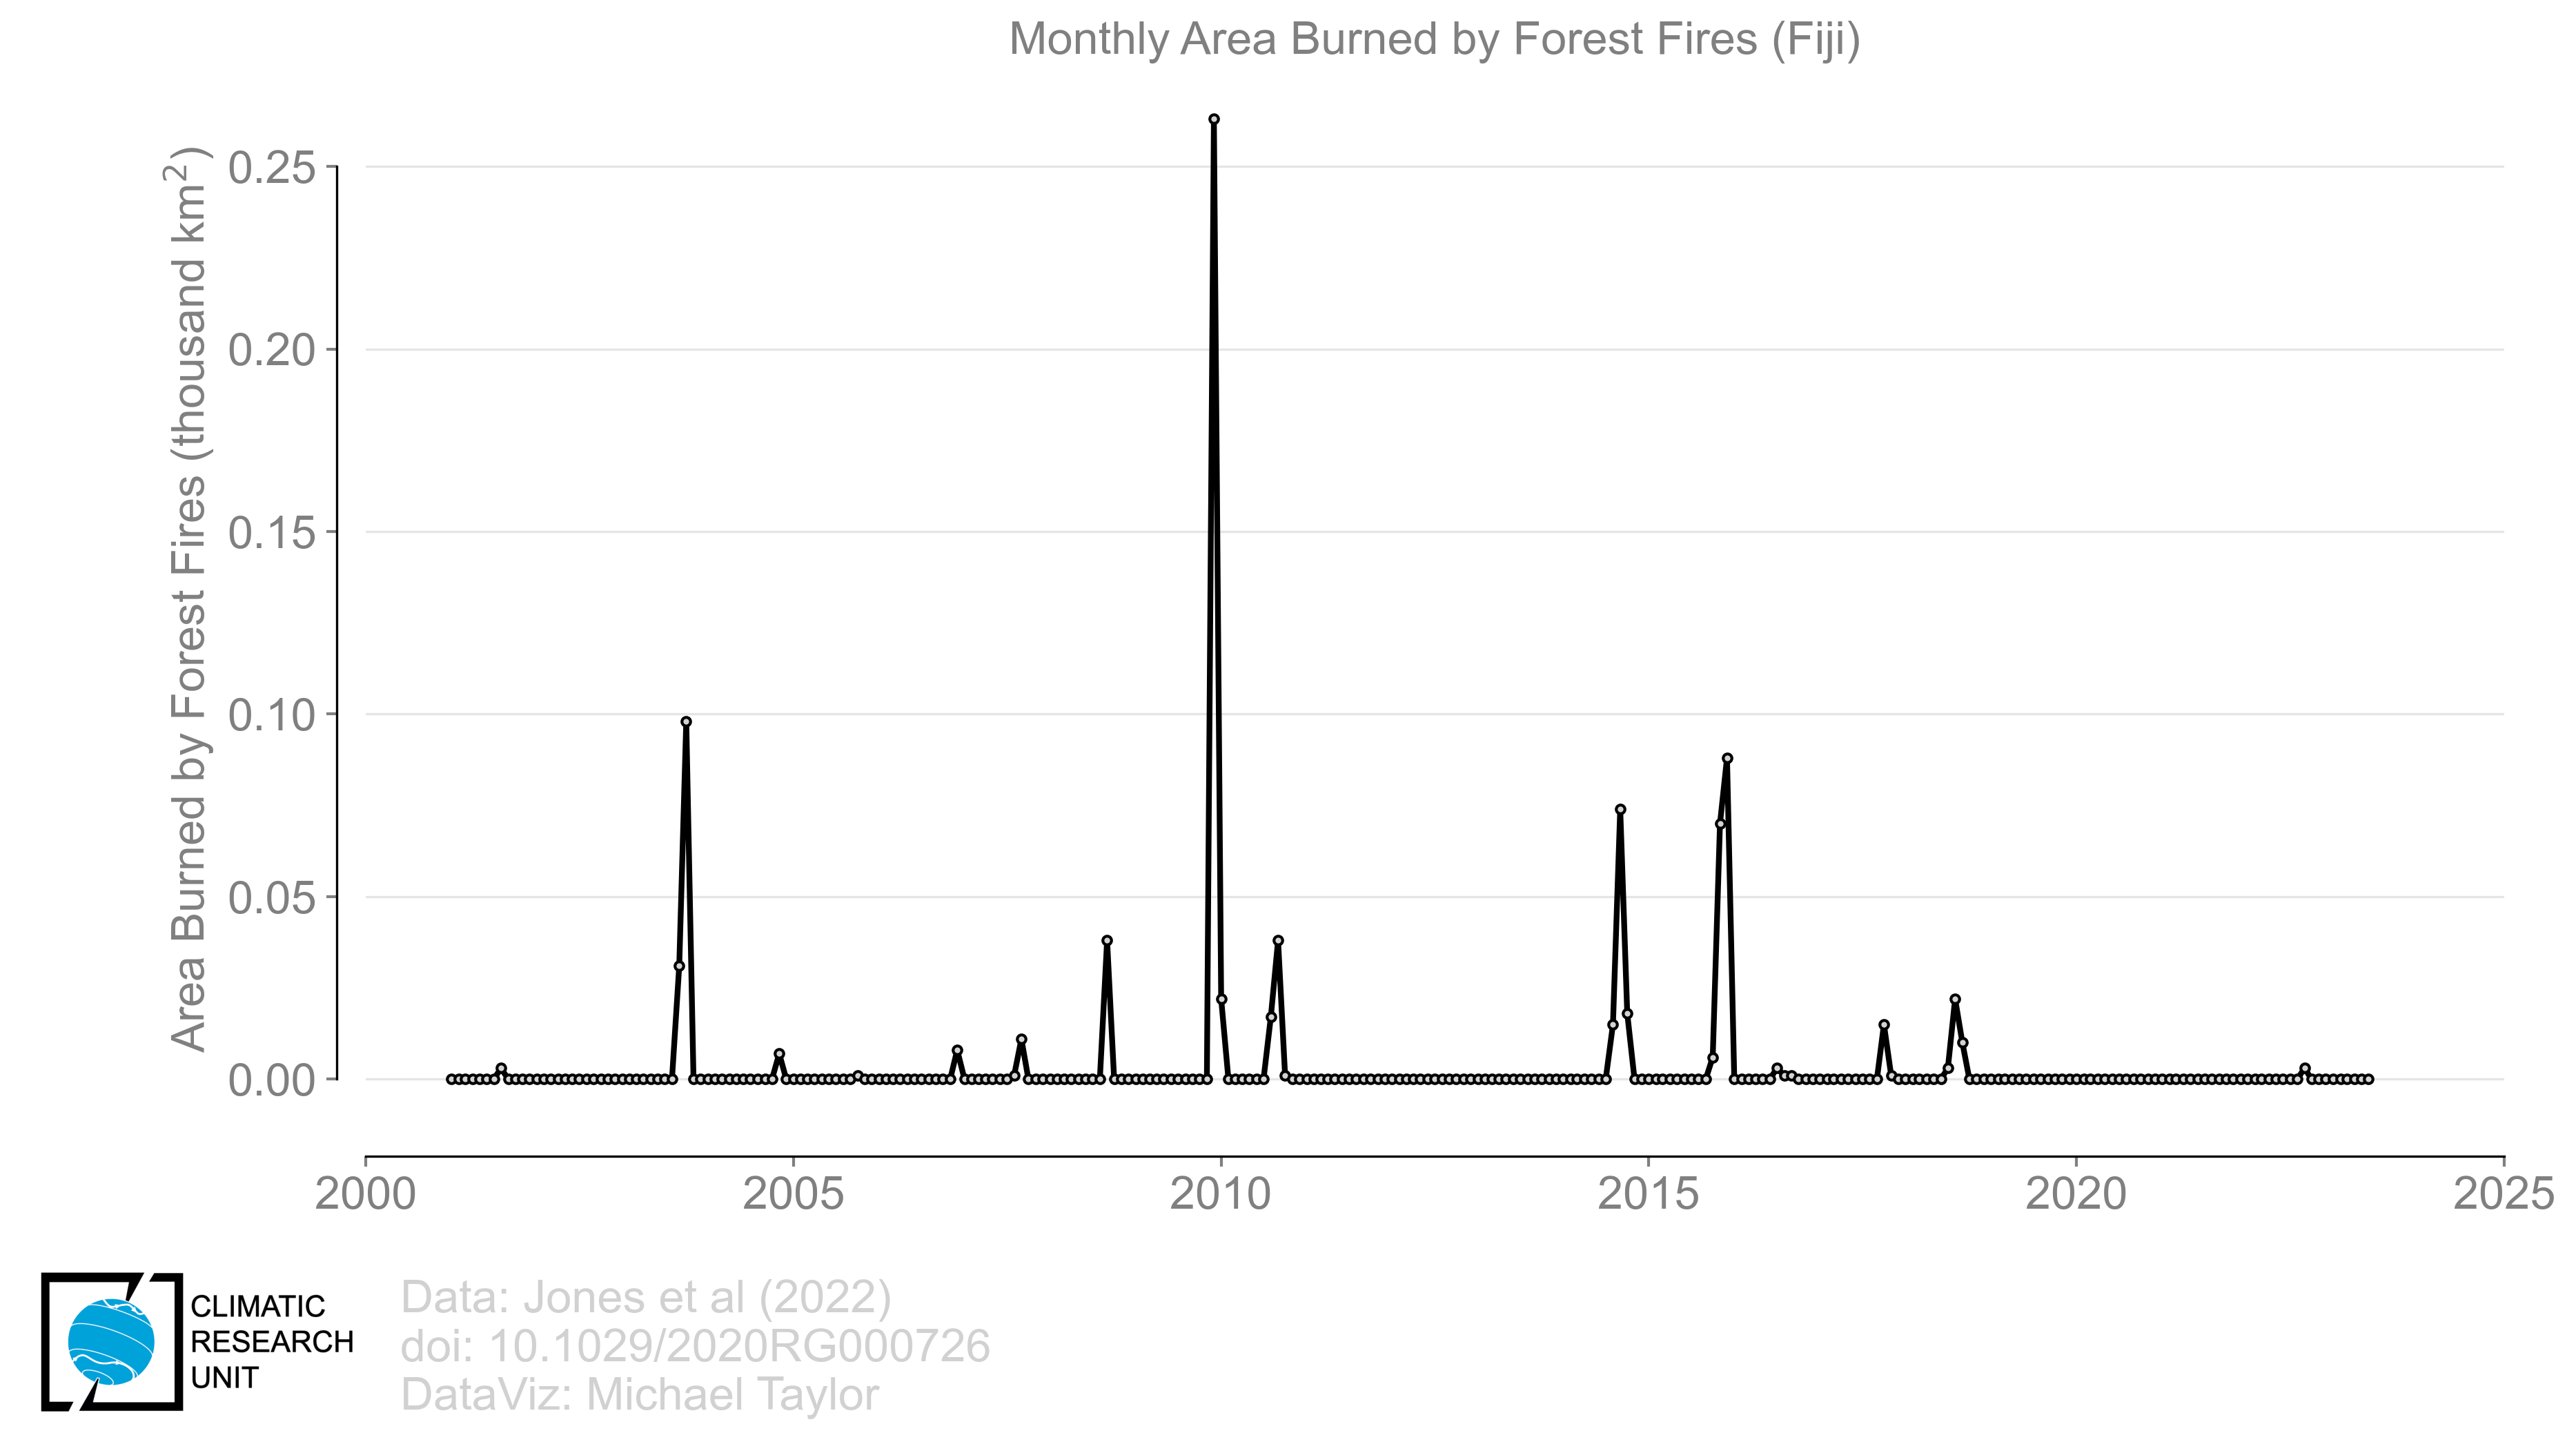 Monthly Area Burned by Forest Fires (Fiji)
Area Burned by Forest Fires (thousand km²)
0.25
0.20
0.15
0.10
0.05
0.00
2000 2005 2010 2015 2020 2025
CLIMATIC
RESEARCH
UNIT
Data: Jones et al (2022)
doi: 10.1029/2020RG000726
DataViz: Michael Taylor